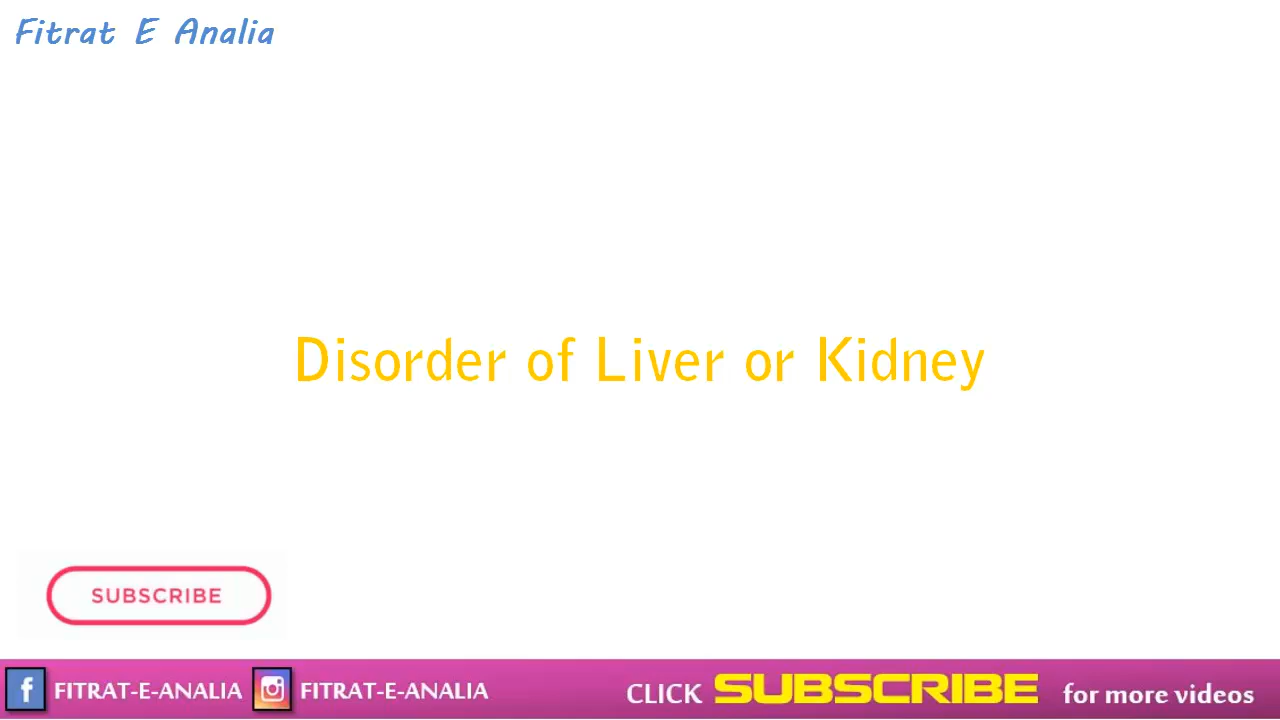 Fitrat E Analia
Disorder of Liver or Kidney
SUBSCRIBE
FITRAT-E-ANALIA FITRAT-E-ANALIA CLICK SUBSCRIBE for more videos